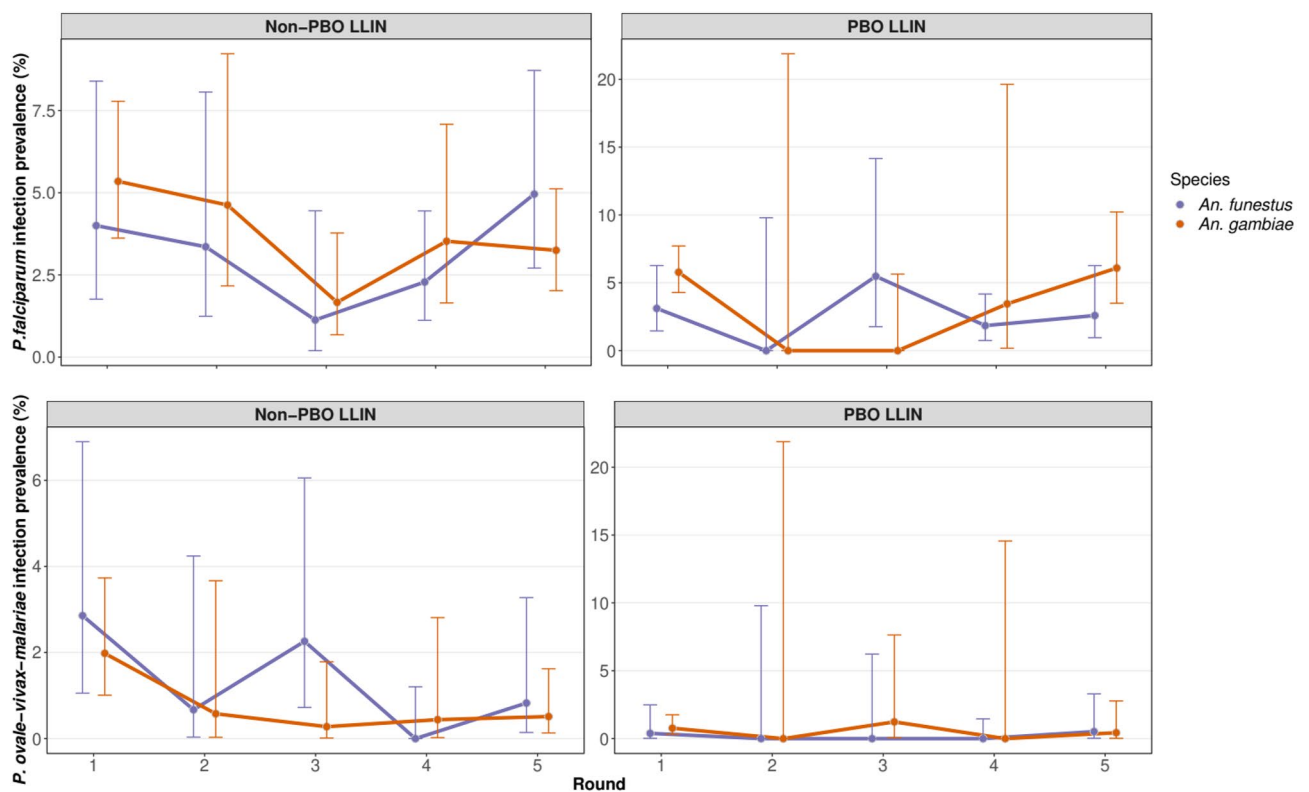 Non−PBO LLIN
PBO LLIN
P.falciparum infection prevalence (%)
7.5
5.0
2.5
0.0
20
15
10
5
0
Species
An. funestus
An. gambiae
Non−PBO LLIN
PBO LLIN
P. ovale−vivax−malariae infection prevalence (%)
6
4
2
0
20
15
10
5
0
1 2 3 4 5
1 2 3 4 5
Round